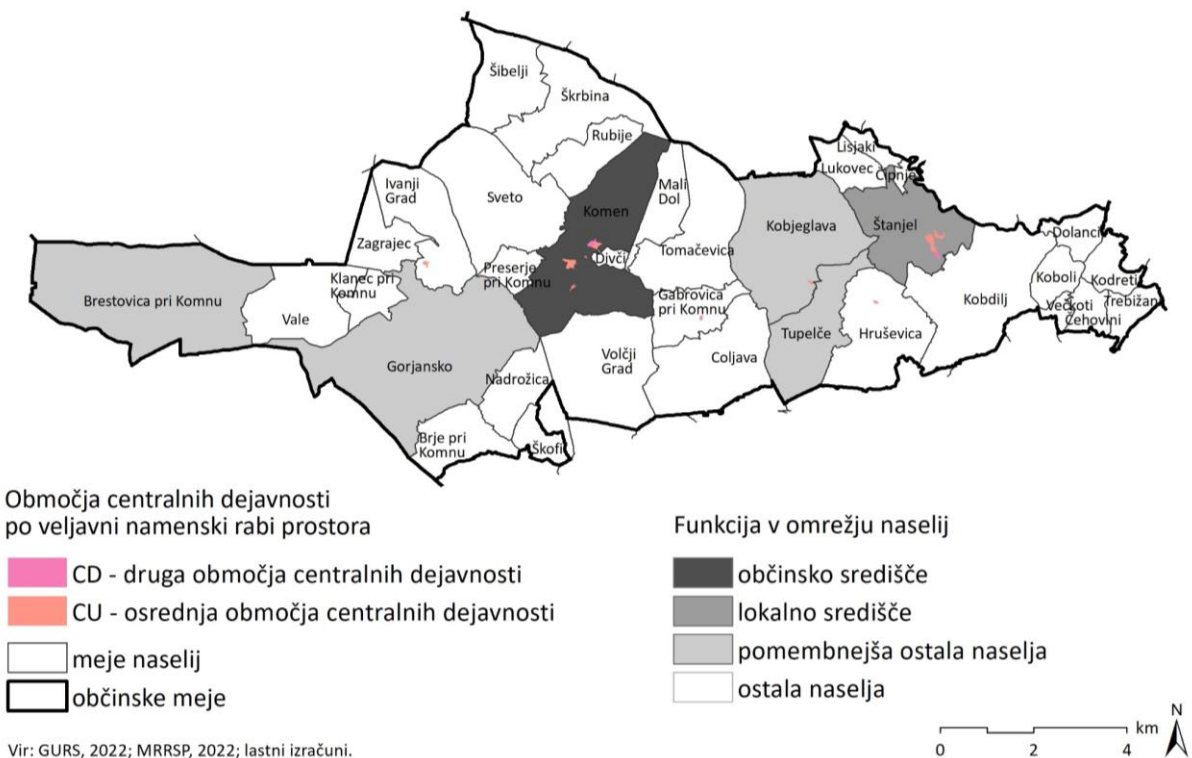 Šibelji
Škrbina
Rubije
Lisjaki
Lukovec
Čipnje
Ivanji
Grad
Sveto
Mali
Dol
Komen
Kobjeglava
Štanjel
Dolanci
Zagrajec
Divči
Tomačevica
Preserje
pri Komnu
Klanec pri
Komnu
Brestovica pri Komnu
Vale
Gabrovica
pri Komnu
Kobdilj
Koboli
Kodreti
Večkoti
Trebižani
Čehovini
Tupelče
Hruševica
Gorjansko
Nadrožica
Volčji
Grad
Coljava
Brje pri
Komnu
Škofi
Območja centralnih dejavnosti
po veljavni namenski rabi prostora
CD - druga območja centralnih dejavnosti
CU - osrednja območja centralnih dejavnosti
meje naselij
občinske meje
Funkcija v omrežju naselij
občinsko središče
lokalno središče
pomembnejša ostala naselja
ostala naselja
Vir: GURS, 2022; MRRSP, 2022; lastni izračuni.
N
km
0 2 4